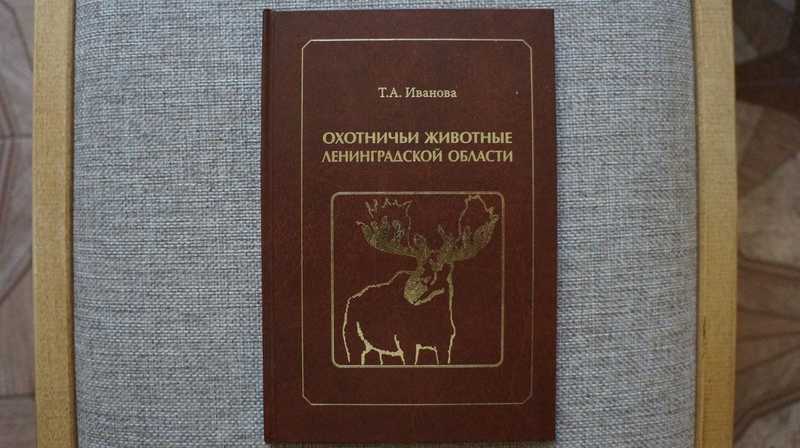 Т.А. Иванова
ОХОТНИЧЬИ ЖИВОТНЫЕ
ЛЕНИНГРАДСКОЙ ОБЛАСТИ